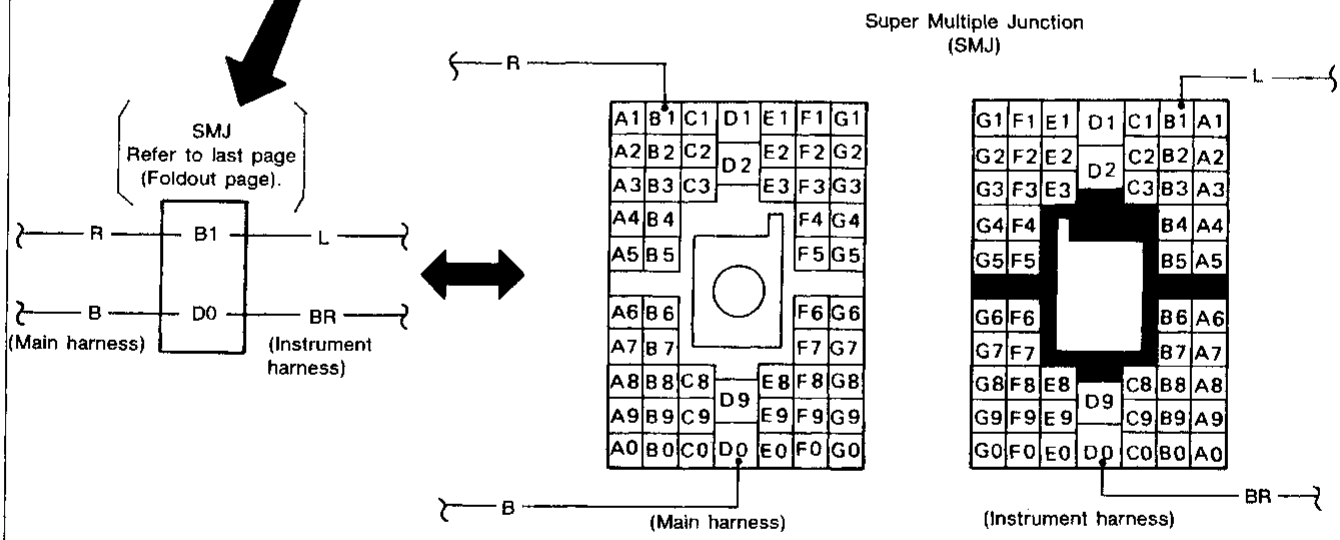 Super Multiple Junction
(SMJ)
SMJ
Refer to last page
(Foldout page).
R B1 L
B D0 BR
(Main harness)
(Instrument
harness)
R
A1 B1 C1 D1 E1 F1 G1
A2 B2 C2 D2 E2 F2 G2
A3 B3 C3 E3 F3 G3
A4 B4 F4 G4
A5 B5 F5 G5
A6 B6 F6 G6
A7 B7 F7 G7
A8 B8 C8 E8 F8 G8
D9
A9 B9 C9 E9 F9 G9
A0 B0 C0 D0 E0 F0 G0
B
(Main harness)
L
G1 F1 E1 D1 C1 B1 A1
G2 F2 E2 D2 C2 B2 A2
G3 F3 E3 C3 B3 A3
G4 F4 B4 A4
G5 F5 B5 A5
G6 F6 B6 A6
G7 F7 B7 A7
G8 F8 E8 C8 B8 A8
D9
G9 F9 E9 C9 B9 A9
G0 F0 E0 D0 C0 B0 A0
BR
(Instrument harness)